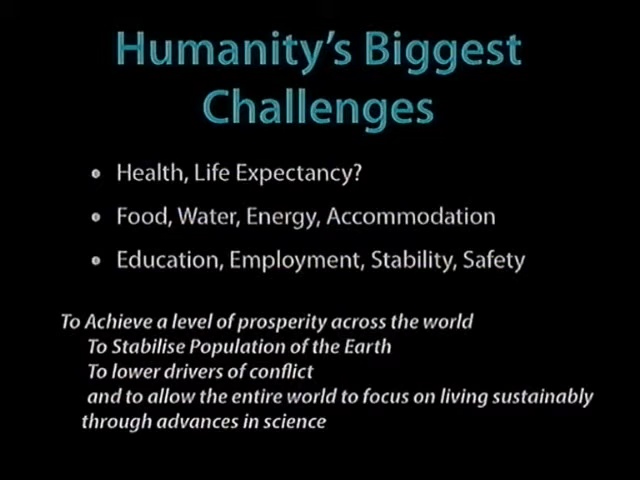 Humanity's Biggest
Challenges
• Health, Life Expectancy?
• Food, Water, Energy, Accommodation
• Education, Employment, Stability, Safety
To Achieve a level of prosperity across the world
To Stabilise Population of the Earth
To lower drivers of conflict
and to allow the entire world to focus on living sustainably
through advances in science